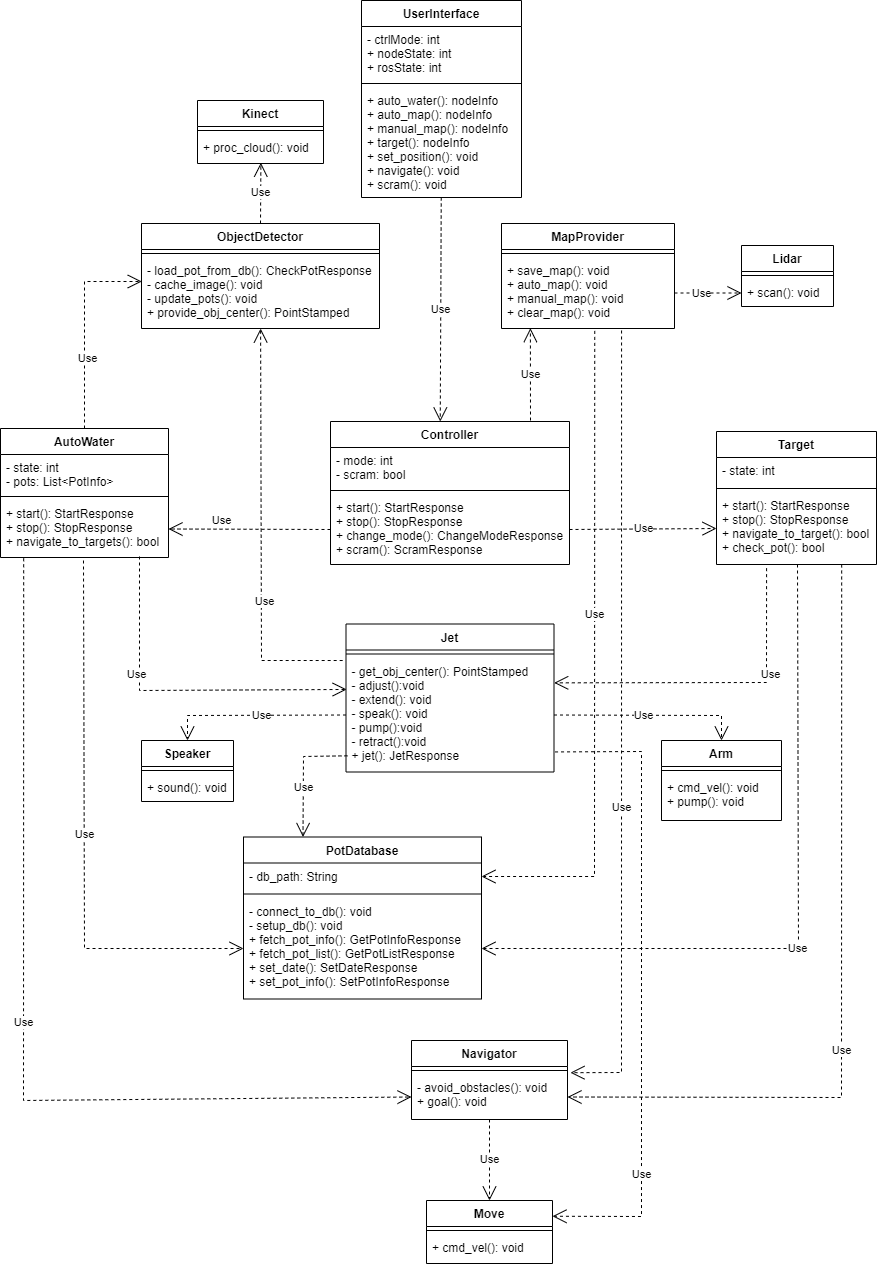 UserInterface
- ctrlMode: int
+ nodeState: int
+ rosState: int
+ auto_water(): nodeInfo
+ auto_map(): nodeInfo
+ manual_map(): nodeInfo
+ target(): nodeInfo
+ set_position(): void
+ navigate(): void
+ scram(): void
Kinect
+ proc_cloud(): void
Use
ObjectDetector
- load_pot_from_db(): CheckPotResponse
- cache_image(): void
- update_pots(): void
+ provide_obj_center(): PointStamped
MapProvider
+ save_map(): void
+ auto_map(): void
+ manual_map(): void
+ clear_map(): void
Use
Lidar
+ scan(): void
Use
Use
Use
AutoWater
- state: int
- pots: List<PotInfo>
+ start(): StartResponse
+ stop(): StopResponse
+ navigate_to_targets(): bool
Use
Controller
- mode: int
- scram: bool
+ start(): StartResponse
+ stop(): StopResponse
+ change_mode(): ChangeModeResponse
+ scram(): ScramResponse
Use
Target
- state: int
+ start(): StartResponse
+ stop(): StopResponse
+ navigate_to_target(): bool
+ check_pot(): bool
Use
Use
Jet
- get_obj_center(): PointStamped
- adjust():void
- extend(): void
- speak(): void
- pump():void
- retract():void
+ jet(): JetResponse
Use
Use
Use
Use
Speaker
+ sound(): void
Arm
+ cmd_vel(): void
+ pump(): void
Use
Use
Use
PotDatabase
- db_path: String
- connect_to_db(): void
- setup_db(): void
+ fetch_pot_info(): GetPotInfoResponse
+ fetch_pot_list(): GetPotListResponse
+ set_date(): SetDateResponse
+ set_pot_info(): SetPotInfoResponse
Use
Use
Use
Navigator
- avoid_obstacles(): void
+ goal(): void
Use
Use
Move
+ cmd_vel(): void